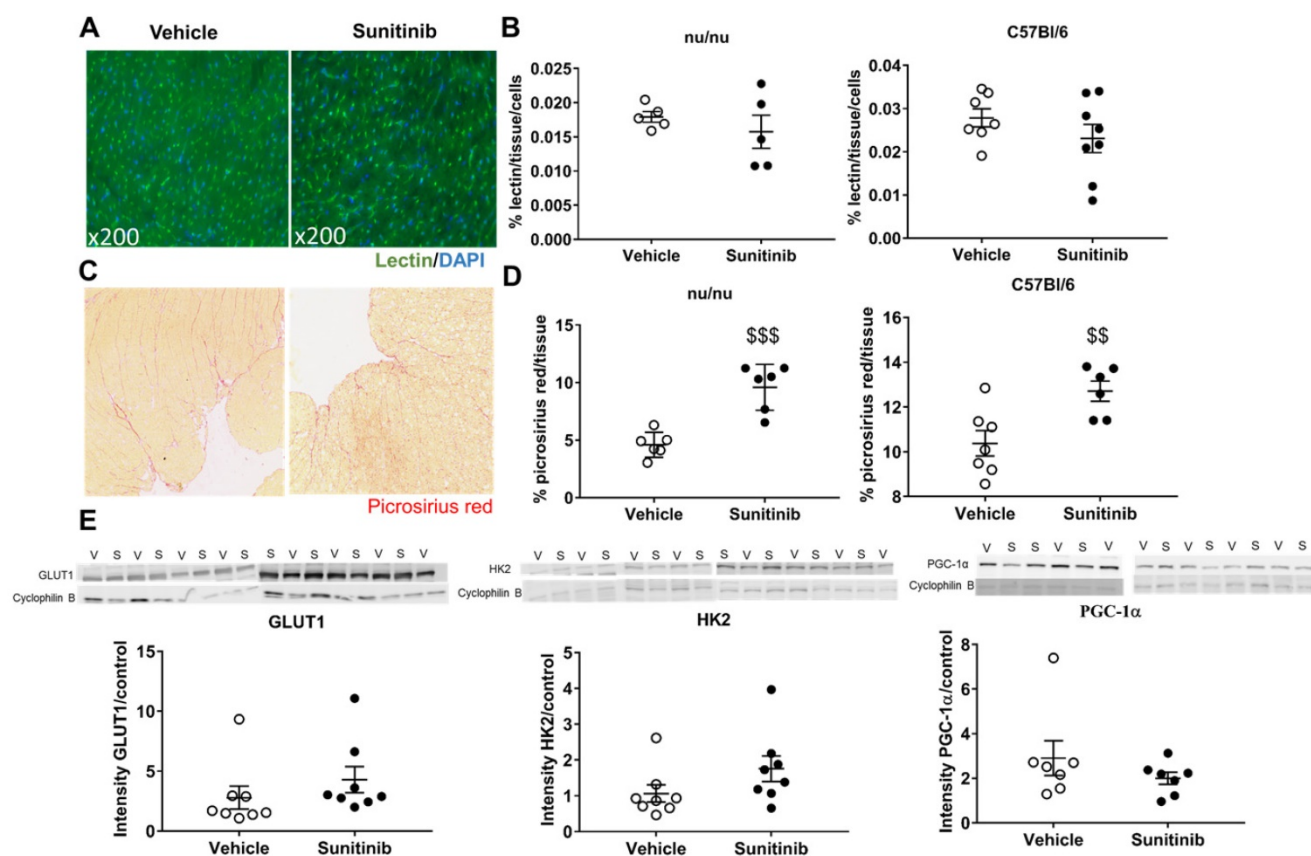 A
Vehicle
Sunitinib
x200
x200
Lectin/DAPI
B
nu/nu
% lectin/tissue/cells
0.025
0.020
0.015
0.010
0.005
0.000
Vehicle
Sunitinib
C57Bl/6
% lectin/tissue/cells
0.04
0.03
0.02
0.01
0.00
Vehicle
Sunitinib
C
Picrosirius red
D
nu/nu
% picrosirius red/tissue
15
10
5
0
$$$
Vehicle
Sunitinib
C57Bl/6
% picrosirius red/tissue
16
14
12
10
8
$$
Vehicle
Sunitinib
E
V S V S V S V S V V S V S V S V
GLUT1
Cyclophilin B
GLUT1
Intensity GLUT1/control
15
10
5
0
Vehicle
Sunitinib
V S V S V S V S S V S V V S S V
HK2
Cyclophilin B
HK2
Intensity HK2/control
5
4
3
2
1
0
Vehicle
Sunitinib
V S S V S V V S V S S V S V S
PGC-1α
Cyclophilin B
PGC-1α
Intensity PGC-1α/control
8
6
4
2
0
Vehicle
Sunitinib